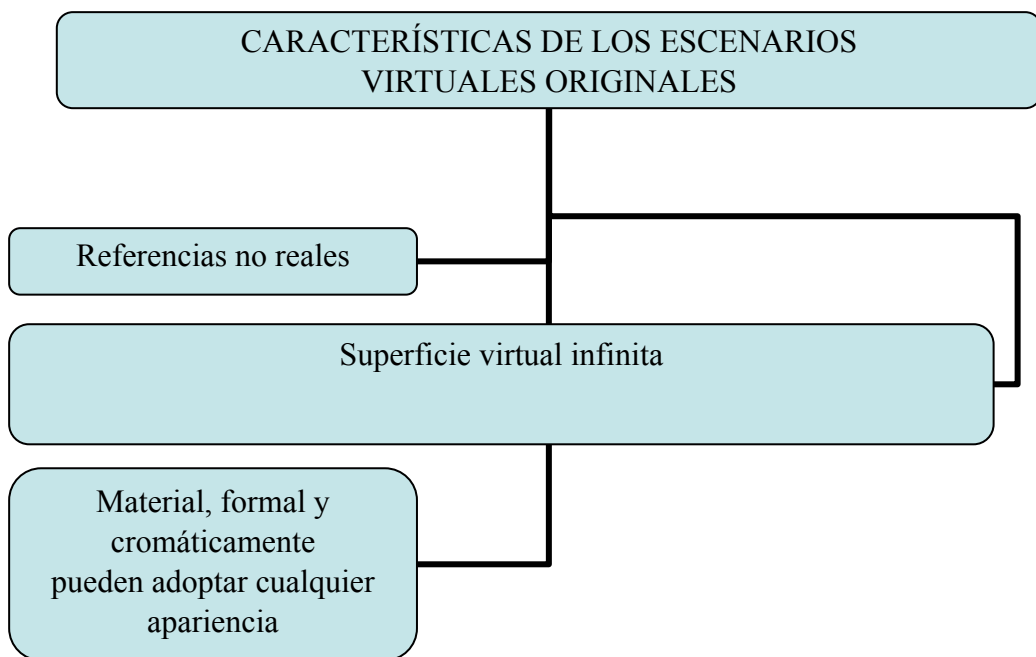 CARACTERÍSTICAS DE LOS ESCENARIOS
VIRTUALES ORIGINALES
Referencias no reales
Superficie virtual infinita
Material, formal y
cromáticamente
pueden adoptar cualquier
apariencia